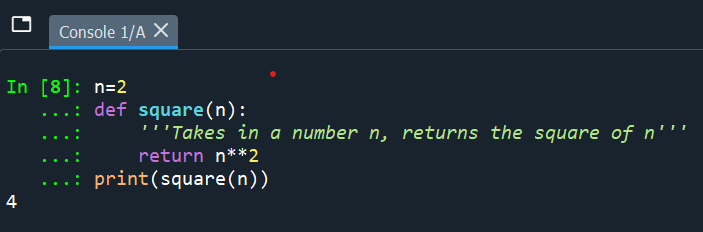 Console 1/A
In [8]: n=2
   ...: def square(n):
   ...:     '''Takes in a number n, returns the square of n'''
   ...:     return n**2
   ...: print(square(n))
4